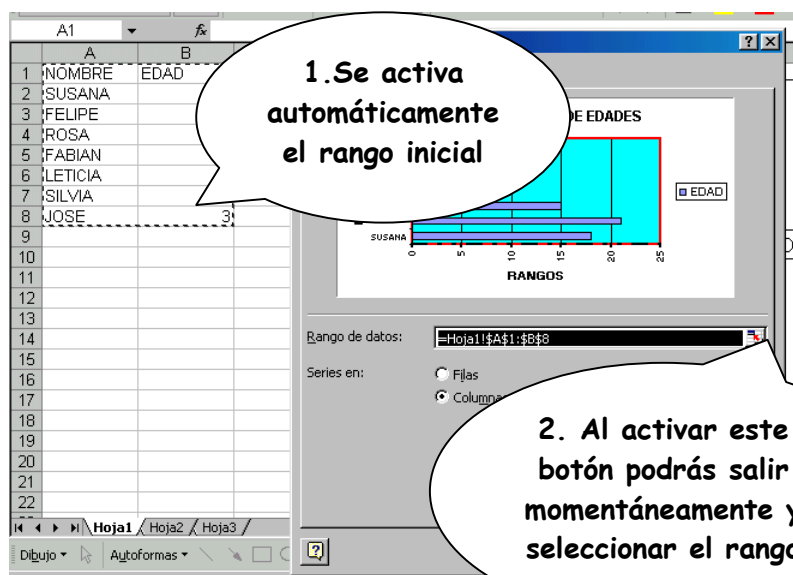 A1
fx
A B
1 NOMBRE EDAD
2 SUSANA
3 FELIPE
4 ROSA
5 FABIAN
6 LETICIA
7 SILVIA
8 JOSE 3
9
10
11
12
13
14
15
16
17
18
19
20
21
22
Hoja1 Hoja2 Hoja3
Dibujo Autoformas
1.Se activa
automáticamente
el rango inicial
DE EDADES
EDAD
SUSANA
0 5 10 15 20 25
RANGOS
Rango de datos: =Hoja1!$A$1:$B$8
Series en: Filas
Columnas
2. Al activar este
botón podrás salir
momentáneamente y
seleccionar el rango